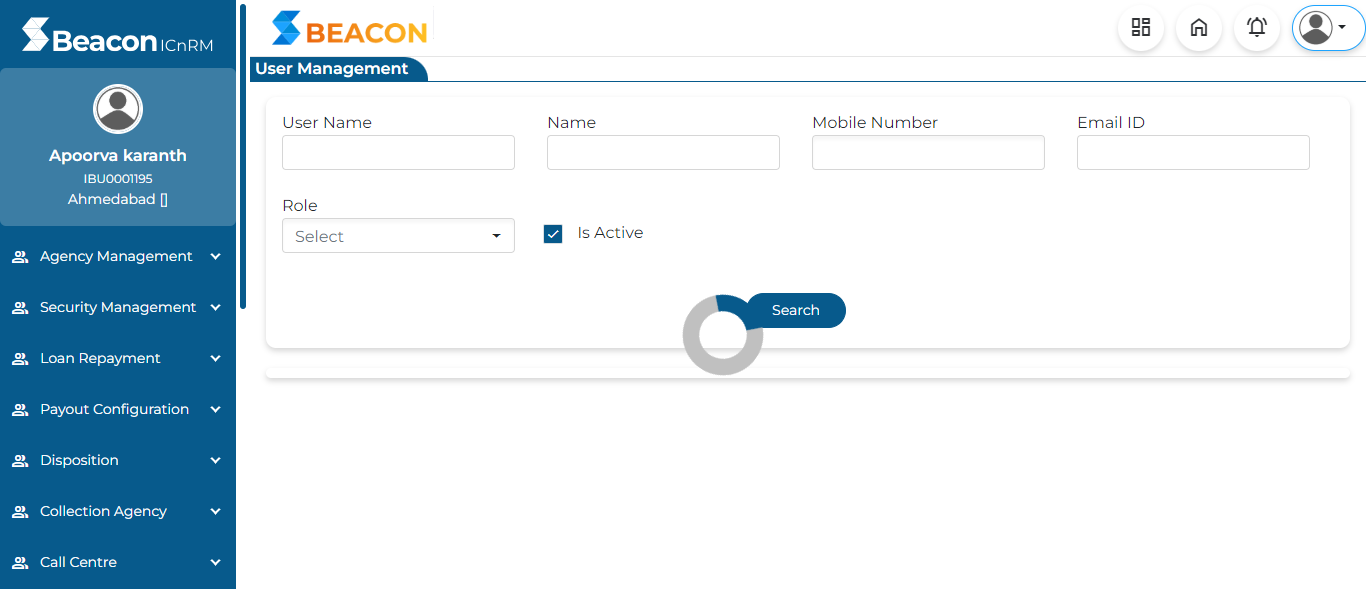 Beacon ICnRM
Apoorva karanth
IBU0001195
Ahmedabad []
Agency Management
Security Management
Loan Repayment
Payout Configuration
Disposition
Collection Agency
Call Centre
BEACON
User Management
User Name
Name
Mobile Number
Email ID
Role
Select
Is Active
Search